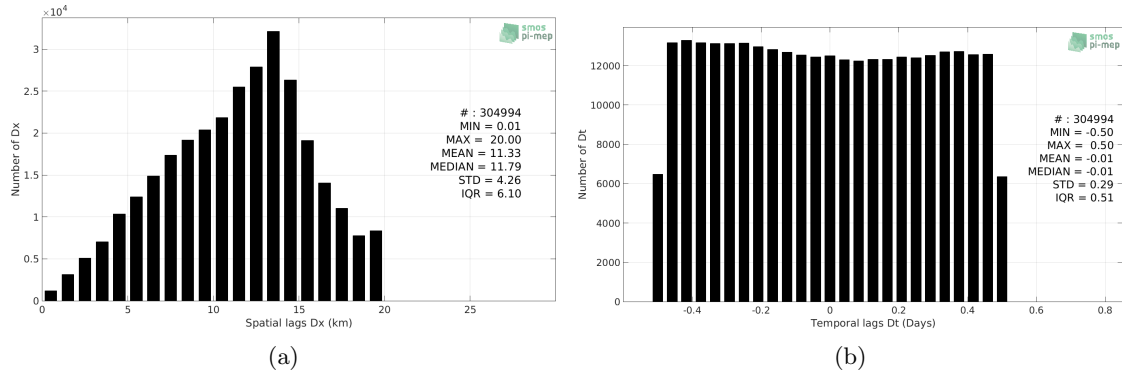 ×10⁴
3
2.5
2
1.5
1
0.5
0
Number of Dx
0 5 10 15 20 25
Spatial lags Dx (km)
smos
pi-mep
# : 304994
MIN = 0.01
MAX = 20.00
MEAN = 11.33
MEDIAN = 11.79
STD = 4.26
IQR = 6.10
(a)
12000
10000
8000
6000
4000
2000
0
Number of Dt
-0.4 -0.2 0 0.2 0.4 0.6 0.8
Temporal lags Dt (Days)
smos
pi-mep
# : 304994
MIN = -0.50
MAX = 0.50
MEAN = -0.01
MEDIAN = -0.01
STD = 0.29
IQR = 0.51
(b)